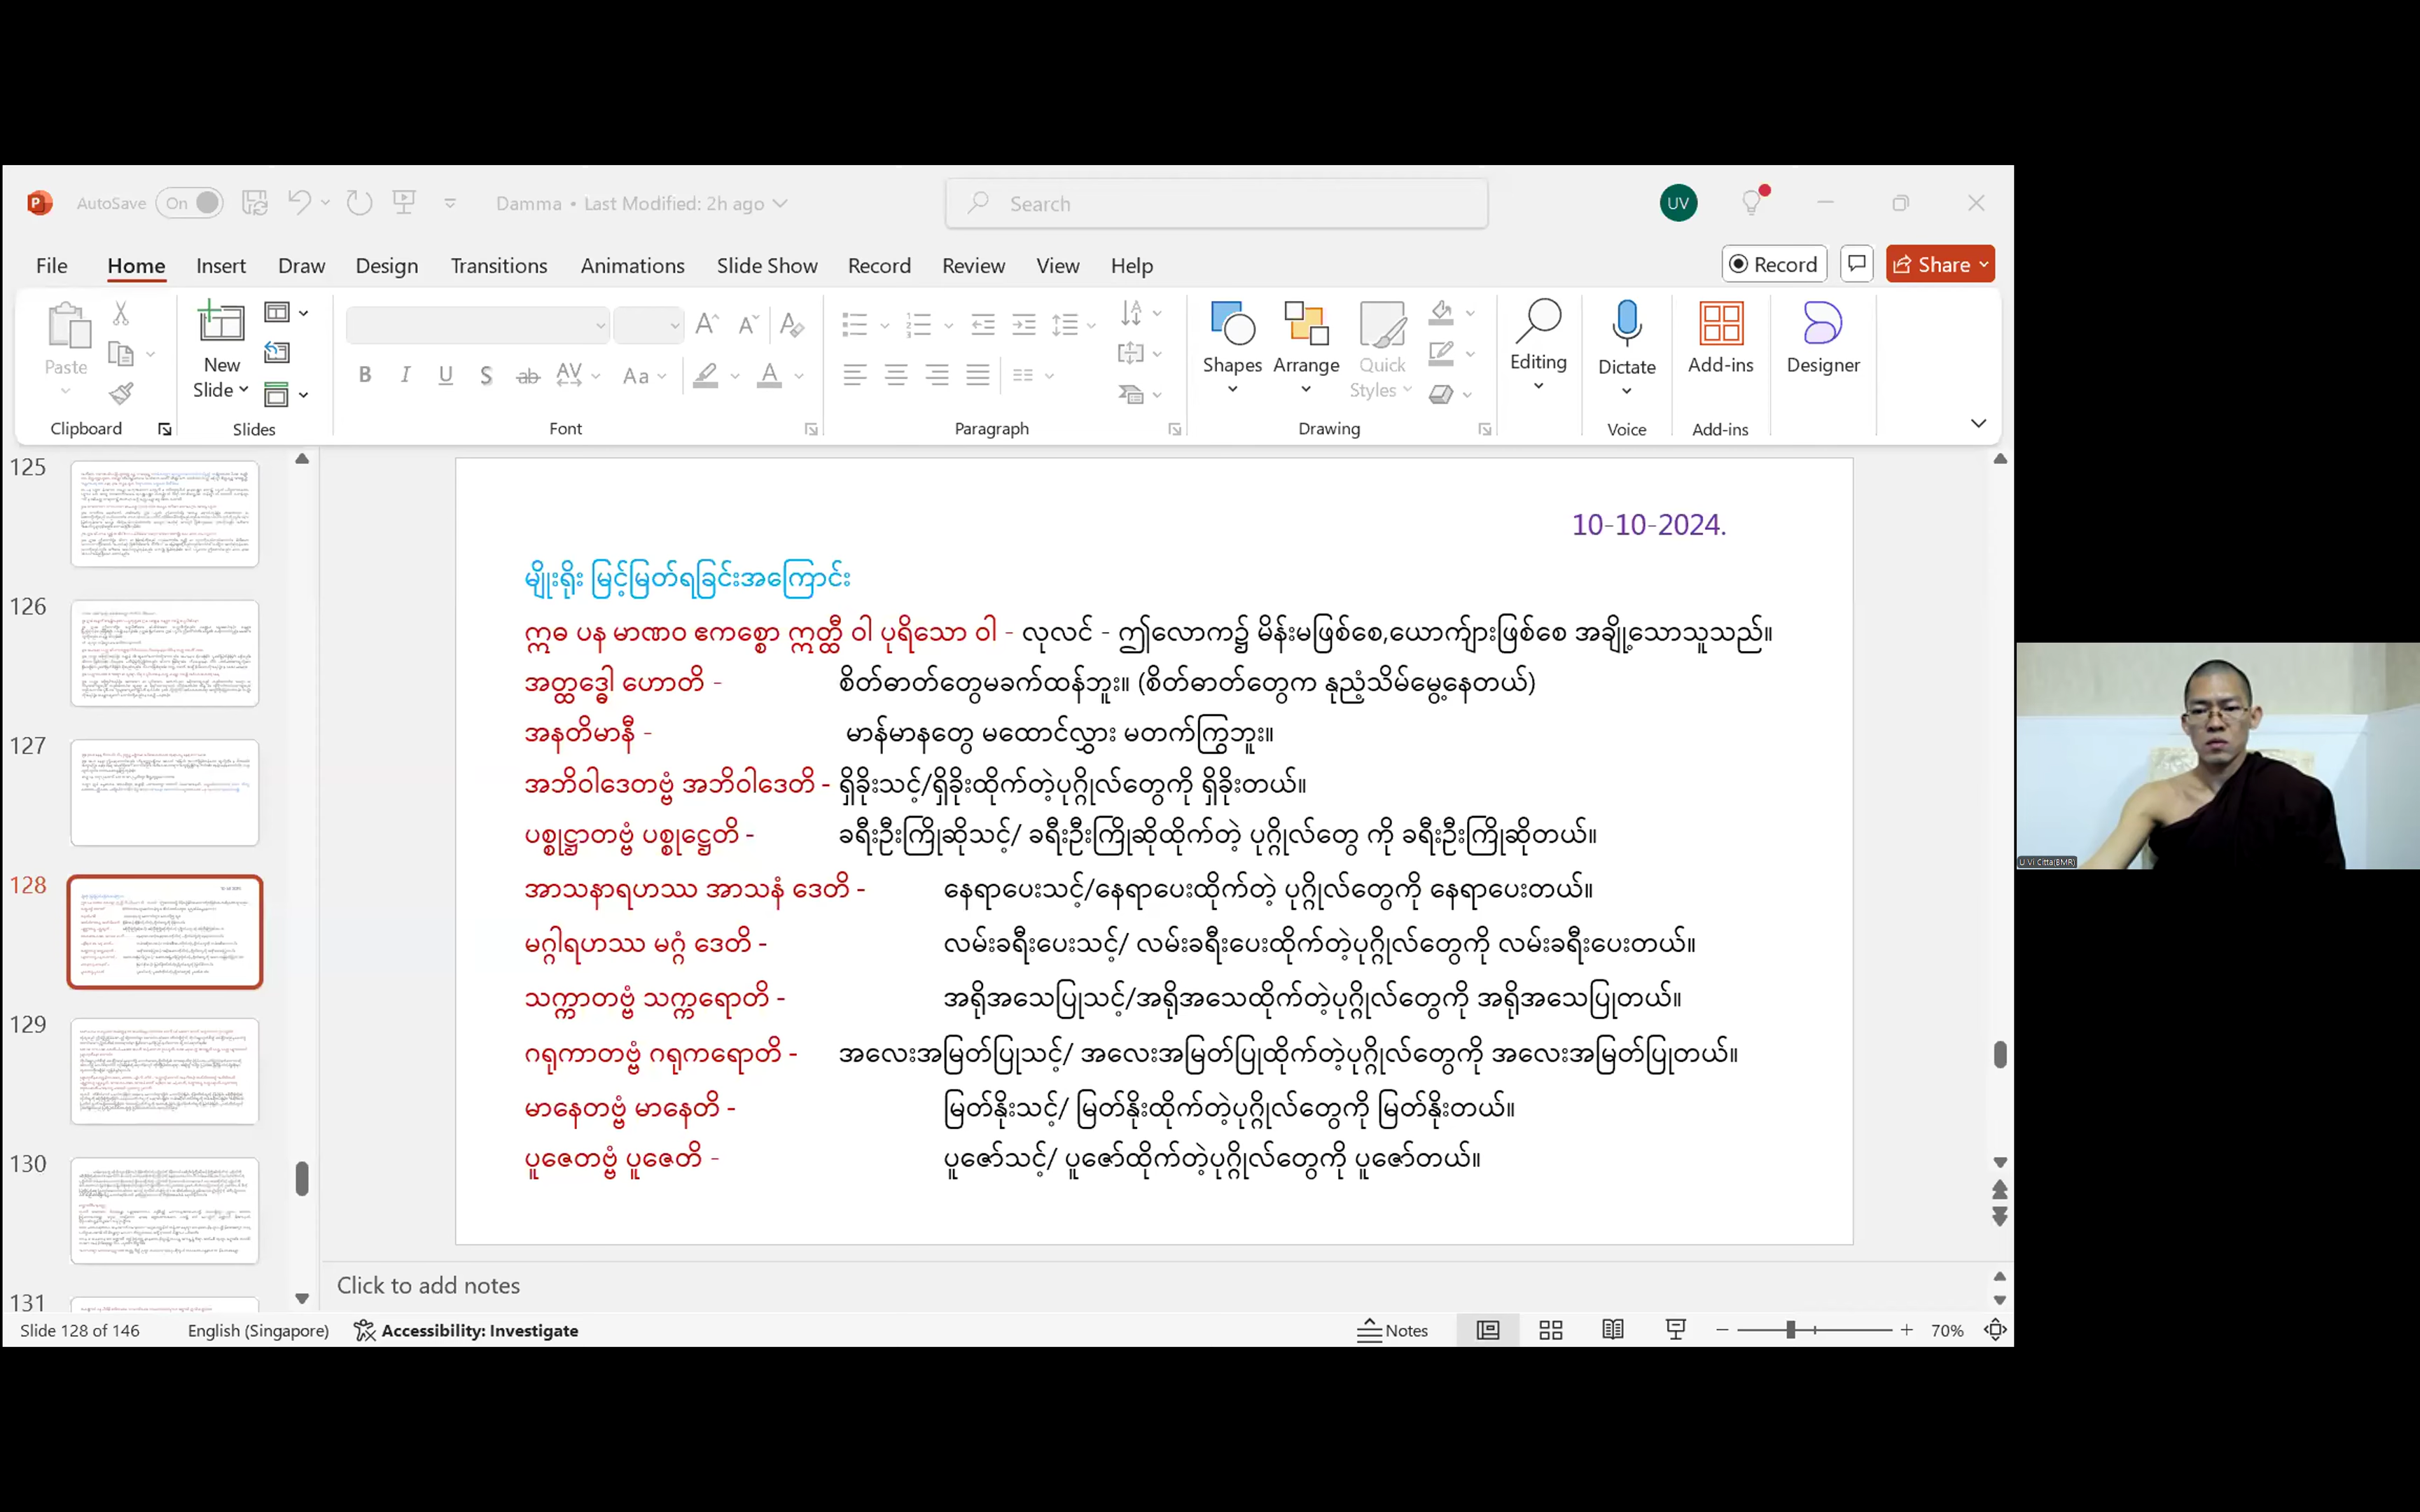 AutoSave On Damma • Last Modified: 2h ago Search UV
File Home Insert Draw Design Transitions Animations Slide Show Record Review View Help Record Share
Paste New Slide B I U S ab AV Aa A Shapes Arrange Quick Styles Editing Dictate Add-ins Designer
Clipboard Slides Font Paragraph Drawing Voice Add-ins
125
126
127
128
129
130
131
10-10-2024.
မျိုးရိုး မြင့်မြတ်ရခြင်းအကြောင်း
ဣဓ ပန မာဏဝ ဧကစ္စော ဣတ္ထီ ဝါ ပုရိသော ဝါ - လုလင် - ဤလောက၌ မိန်းမဖြစ်စေ,ယောက်ျားဖြစ်စေ အချို့သောသူသည်။
အတ္ထဒ္ဓေါ ဟောတိ - စိတ်ဓာတ်တွေမခက်ထန်ဘူး။ (စိတ်ဓာတ်တွေက နုညံ့သိမ်မွေ့နေတယ်)
အနတိမာနီ - မာန်မာနတွေ မထောင်လွှား မတက်ကြွဘူး။
အဘိဝါဒေတဗ္ဗံ အဘိဝါဒေတိ - ရှိခိုးသင့်/ရှိခိုးထိုက်တဲ့ပုဂ္ဂိုလ်တွေကို ရှိခိုးတယ်။
ပစ္စုဋ္ဌာတဗ္ဗံ ပစ္စုဋ္ဌေတိ - ခရီးဦးကြိုဆိုသင့်/ ခရီးဦးကြိုဆိုထိုက်တဲ့ ပုဂ္ဂိုလ်တွေ ကို ခရီးဦးကြိုဆိုတယ်။
အာသနာရဟဿ အာသနံ ဒေတိ - နေရာပေးသင့်/နေရာပေးထိုက်တဲ့ ပုဂ္ဂိုလ်တွေကို နေရာပေးတယ်။
မဂ္ဂါရဟဿ မဂ္ဂံ ဒေတိ - လမ်းခရီးပေးသင့်/ လမ်းခရီးပေးထိုက်တဲ့ပုဂ္ဂိုလ်တွေကို လမ်းခရီးပေးတယ်။
သက္ကာတဗ္ဗံ သက္ကရောတိ - အရိုအသေပြုသင့်/အရိုအသေထိုက်တဲ့ပုဂ္ဂိုလ်တွေကို အရိုအသေပြုတယ်။
ဂရုကာတဗ္ဗံ ဂရုကရောတိ - အလေးအမြတ်ပြုသင့်/ အလေးအမြတ်ပြုထိုက်တဲ့ပုဂ္ဂိုလ်တွေကို အလေးအမြတ်ပြုတယ်။
မာနေတဗ္ဗံ မာနေတိ - မြတ်နိုးသင့်/ မြတ်နိုးထိုက်တဲ့ပုဂ္ဂိုလ်တွေကို မြတ်နိုးတယ်။
ပူဇေတဗ္ဗံ ပူဇေတိ - ပူဇော်သင့်/ ပူဇော်ထိုက်တဲ့ပုဂ္ဂိုလ်တွေကို ပူဇော်တယ်။
U Vi Citta(BMR)
Click to add notes
Slide 128 of 146 English (Singapore) Accessibility: Investigate Notes 70%